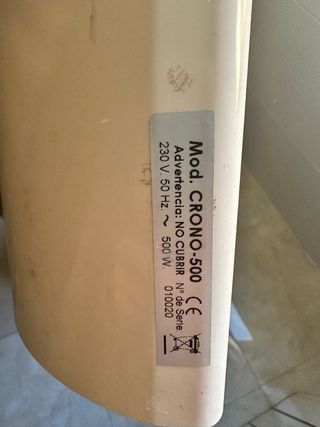 Mod. CRONO-500 CE
Advertencia: NO CUBRIR Nº de Serie.
230 V. 50 Hz. ~ 500 W. 010020